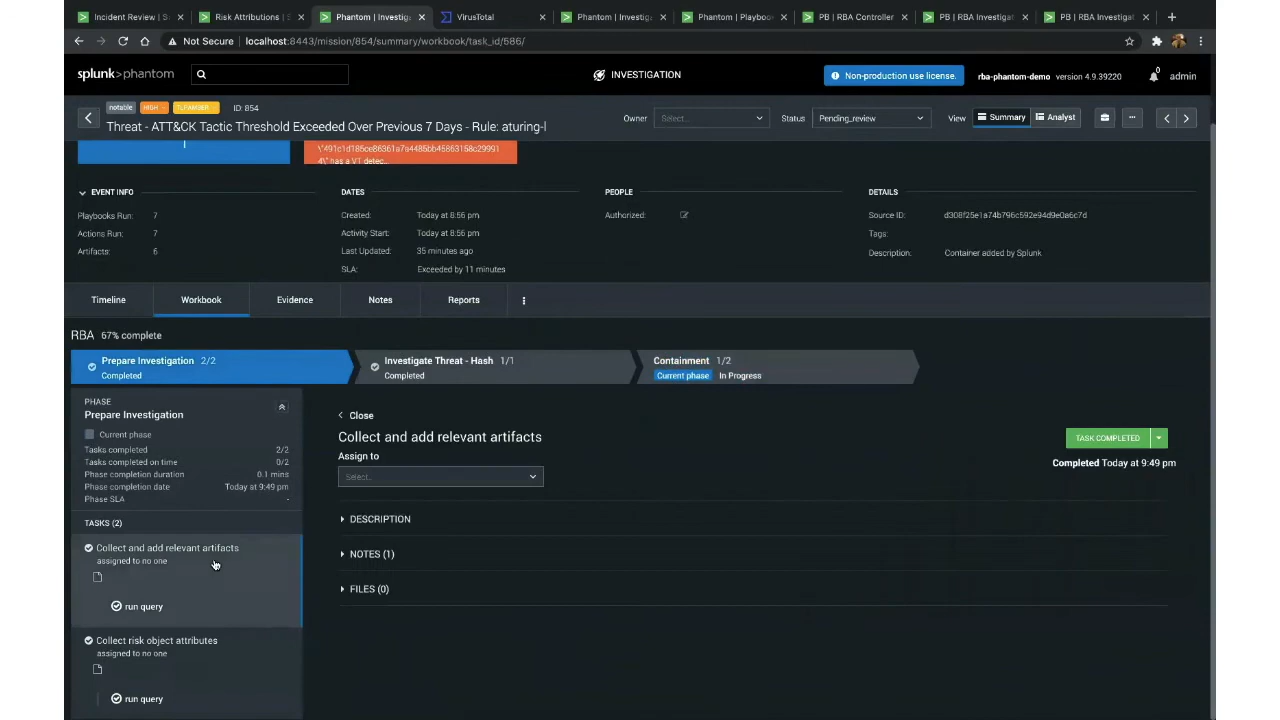 Incident Review | S
Risk Attributions | S
Phantom | Investig
VirusTotal
Phantom | Investig
Phantom | Playboo
PB | RBA Controller
PB | RBA Investigat
PB | RBA Investigat
Not Secure
localhost:8443/mission/854/summary/workbook/task_id/586/
splunk>phantom
INVESTIGATION
Non-production use license.
rba-phantom-demo version 4.9.39220
0
admin
notable
HIGH
TLP:AMBER
ID: 854
Threat - ATT&CK Tactic Threshold Exceeded Over Previous 7 Days - Rule: aturing-l
Owner
Select...
Status
Pending_review
View
Summary
Analyst
4\" has a VT detec...
EVENT INFO
Playbooks Run: 7
Actions Run: 7
Artifacts: 6
DATES
Created: Today at 8:56 pm
Activity Start: Today at 8:56 pm
Last Updated: 35 minutes ago
SLA: Exceeded by 11 minutes
PEOPLE
Authorized:
DETAILS
Source ID: d308f25e1a74b796c592e94d9e0a6c7d
Tags:
Description: Container added by Splunk
Timeline
Workbook
Evidence
Notes
Reports
RBA 67% complete
Prepare Investigation 2/2
Completed
Investigate Threat - Hash 1/1
Completed
Containment 1/2
Current phase In Progress
PHASE
Prepare Investigation
Current phase
Tasks completed 2/2
Tasks completed on time 0/2
Phase completion duration 0.1 mins
Phase completion date Today at 9:49 pm
Phase SLA -
TASKS (2)
Collect and add relevant artifacts
assigned to no one
run query
Collect risk object attributes
assigned to no one
run query
Close
Collect and add relevant artifacts
Assign to
Select...
TASK COMPLETED
Completed Today at 9:49 pm
DESCRIPTION
NOTES (1)
FILES (0)